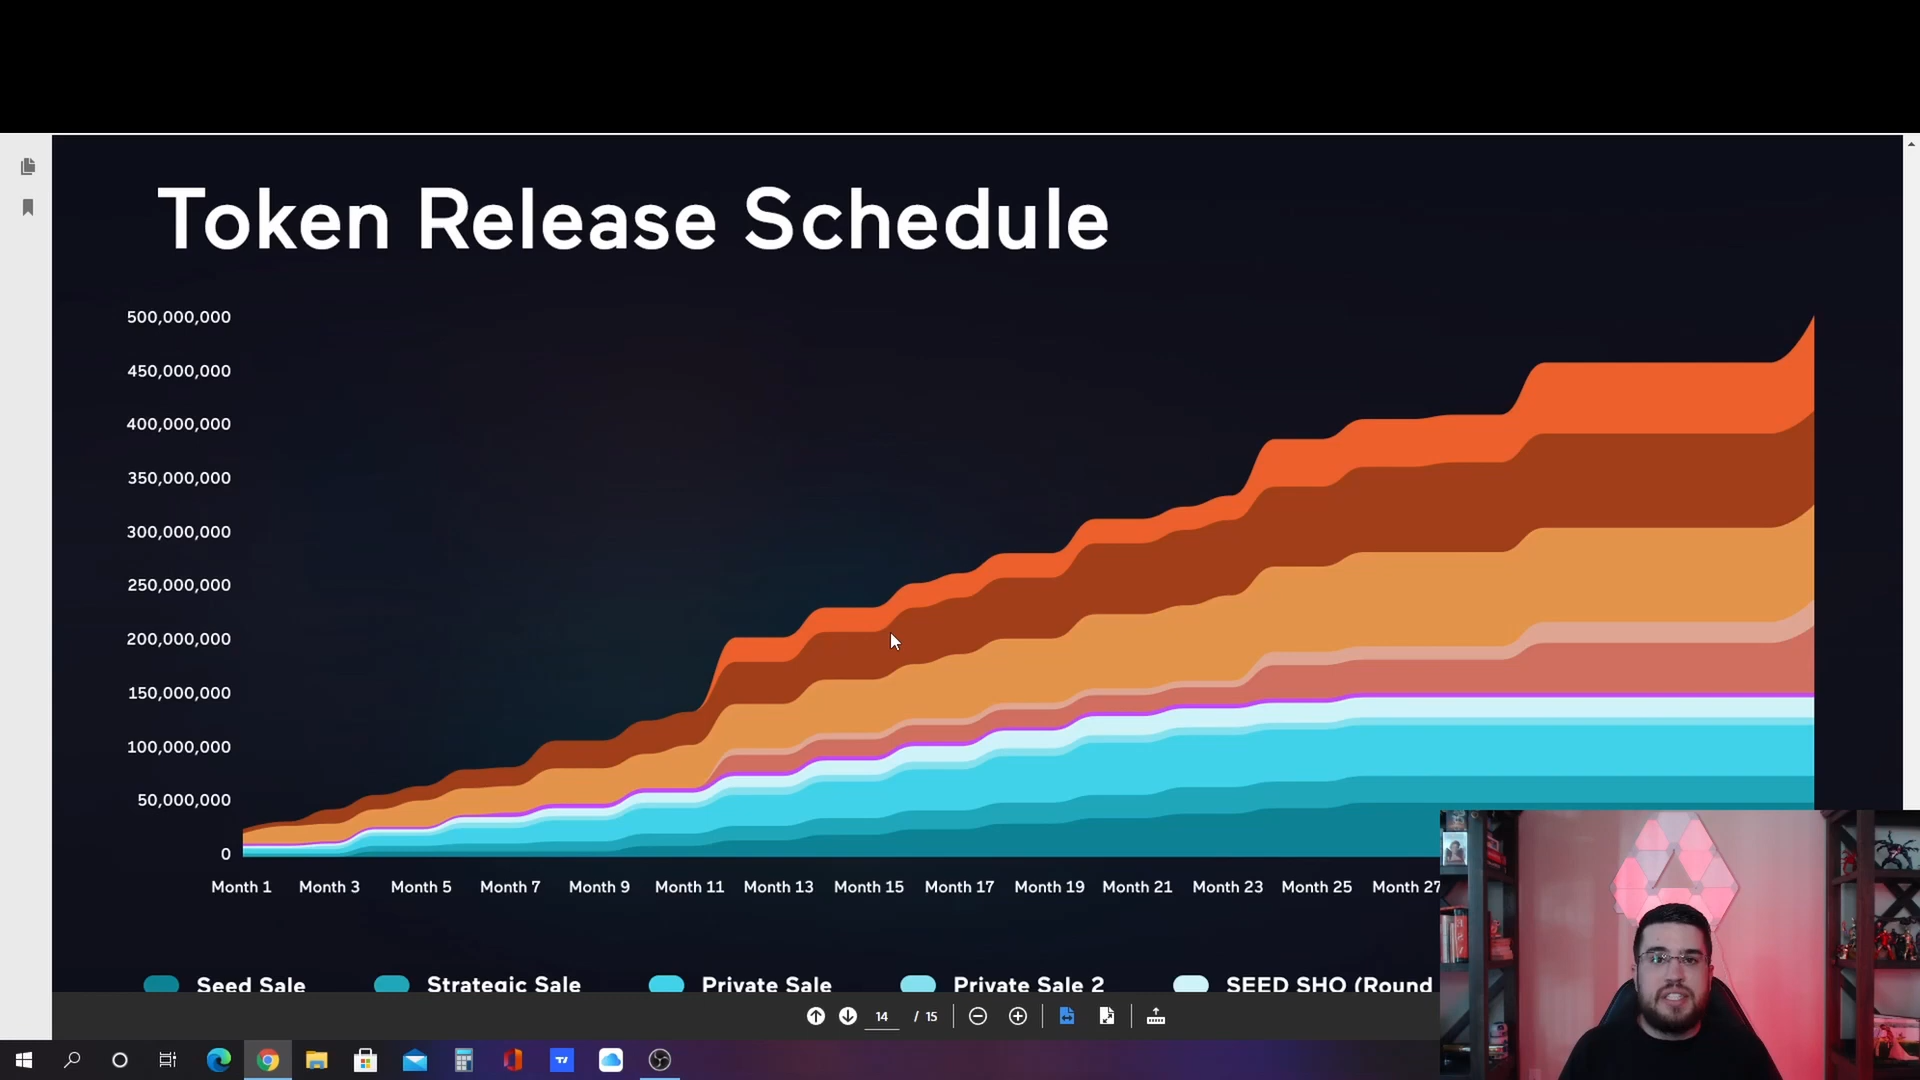 Token Release Schedule
500,000,000
450,000,000
400,000,000
350,000,000
300,000,000
250,000,000
200,000,000
150,000,000
100,000,000
50,000,000
0
Month 1 Month 3 Month 5 Month 7 Month 9 Month 11 Month 13 Month 15 Month 17 Month 19 Month 21 Month 23 Month 25 Month 27
Seed Sale Strategic Sale Private Sale Private Sale 2 SEED SHO (Round
14 / 15